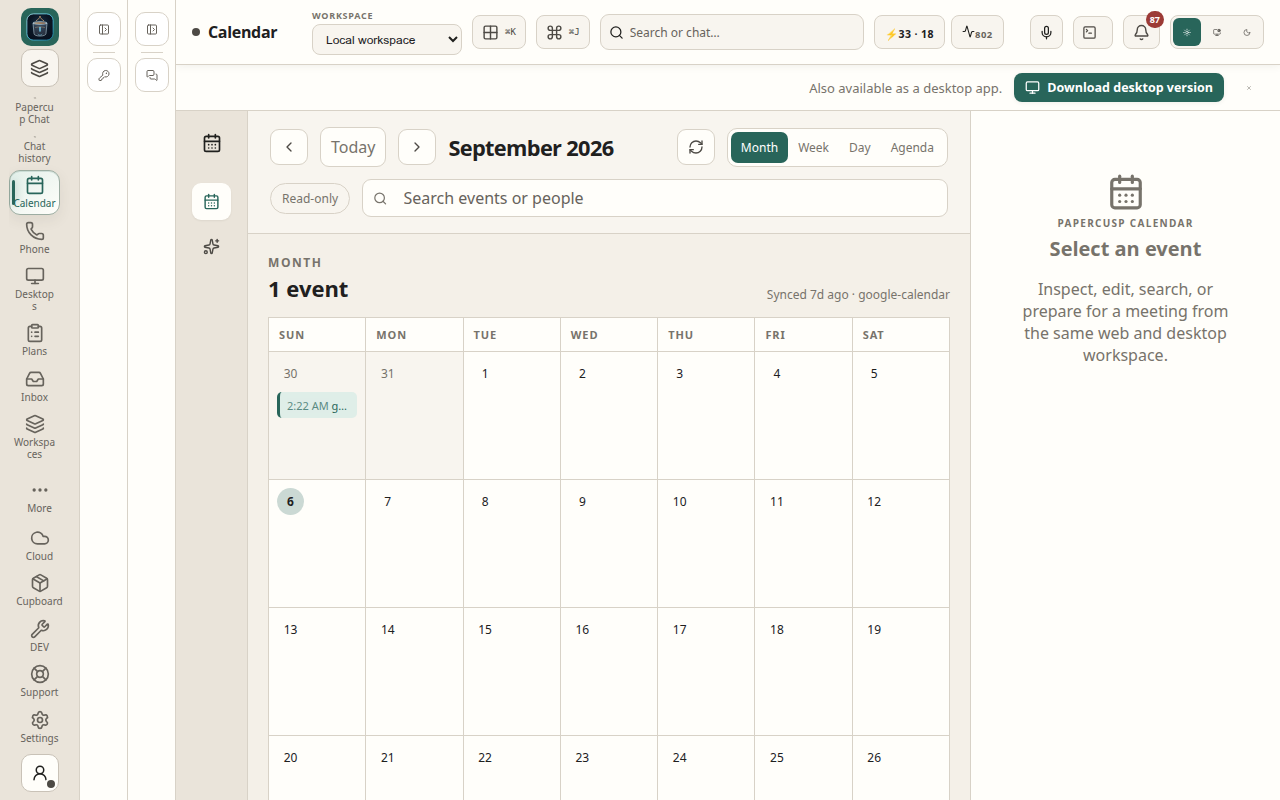 Papercu
p Chat
Chat
history
Calendar
Phone
Desktop
s
Plans
Inbox
Workspa
ces
More
Cloud
Cupboard
DEV
Support
Settings
Calendar
WORKSPACE
Local workspace
⌘K
⌘J
Search or chat...
⚡33 · 18
802
87
Also available as a desktop app.
Download desktop version
×
Today
September 2026
Month
Week
Day
Agenda
Read-only
Search events or people
MONTH
1 event
Synced 7d ago · google-calendar
SUN MON TUE WED THU FRI SAT
30 31 1 2 3 4 5
2:22 AM g...
6 7 8 9 10 11 12
13 14 15 16 17 18 19
20 21 22 23 24 25 26
PAPERCUSP CALENDAR
Select an event
Inspect, edit, search, or
prepare for a meeting from
the same web and desktop
workspace.